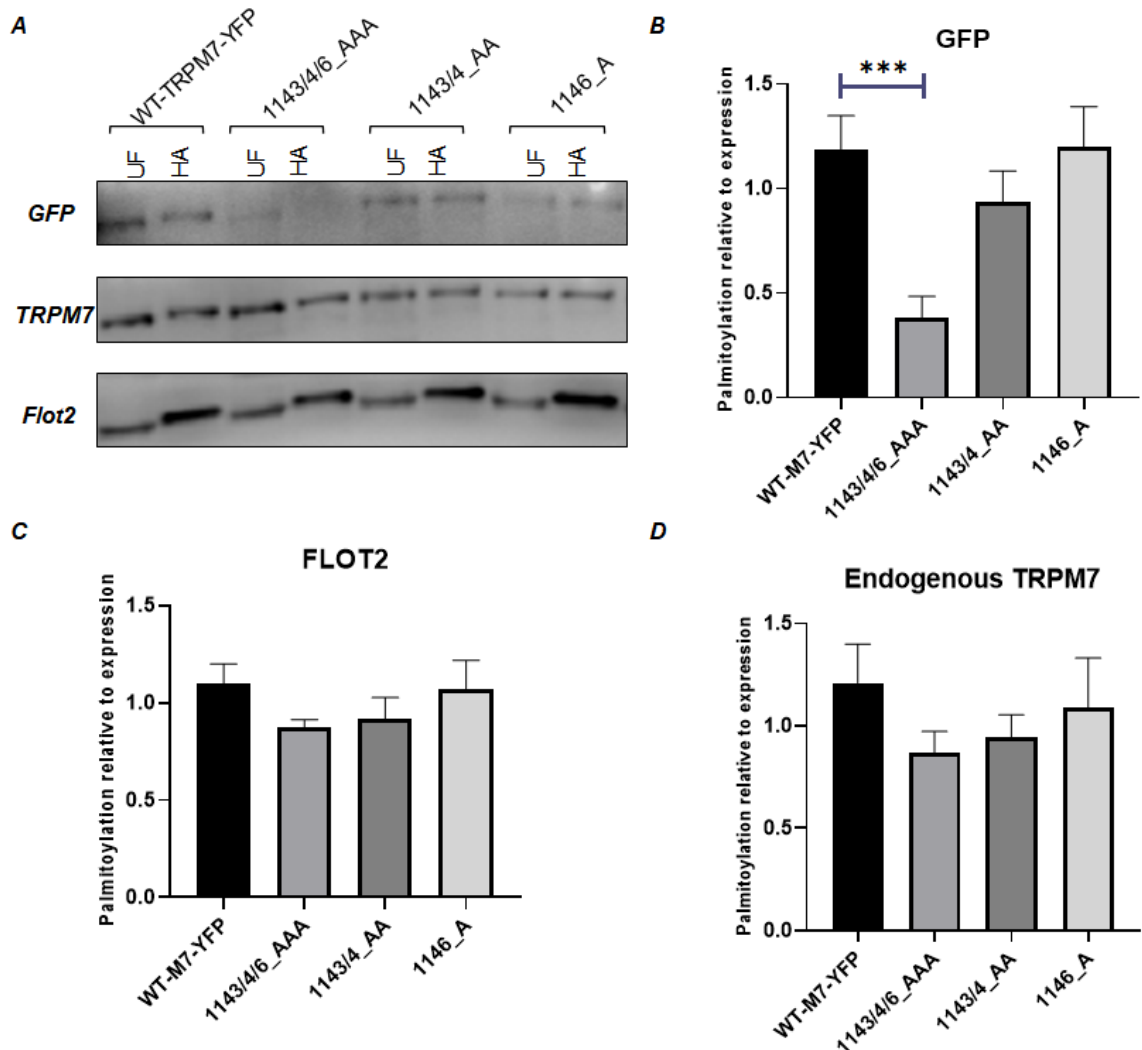 A
WT-TRPM7-YFP
1143/4/6_AAA
1143/4_AA
1146_A
UF
HA
UF
HA
UF
HA
UF
HA
GFP
TRPM7
Flot2
B
GFP
***
Palmitoylation relative to expression
1.5
1.0
0.5
0.0
WT-M7-YFP
1143/4/6_AAA
1143/4_AA
1146_A
C
FLOT2
Palmitoylation relative to expression
1.5
1.0
0.5
0.0
WT-M7-YFP
1143/4/6_AAA
1143/4_AA
1146_A
D
Endogenous TRPM7
Palmitoylation relative to expression
1.5
1.0
0.5
0.0
WT-M7-YFP
1143/4/6_AAA
1143/4_AA
1146_A